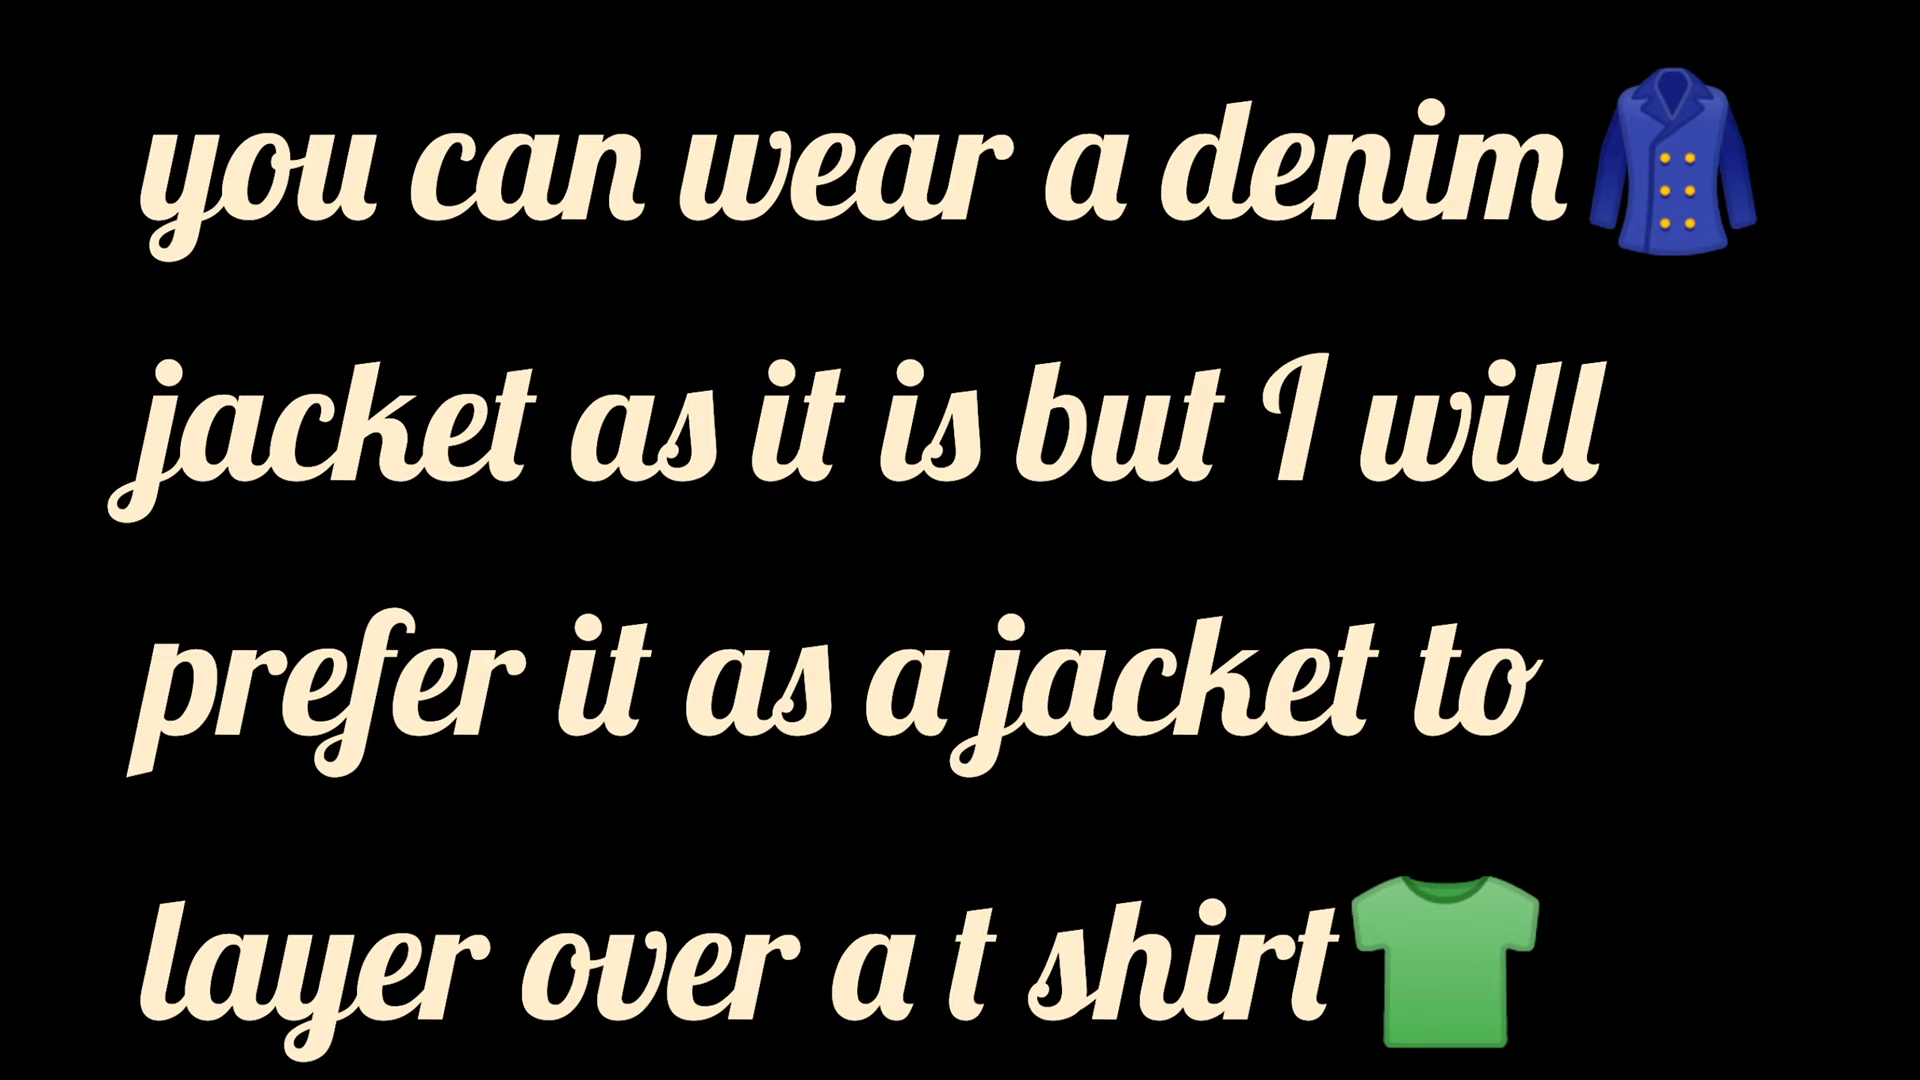 you can wear a denim🧥
jacket as it is but I will
prefer it as a jacket to
layer over a t shirt👕